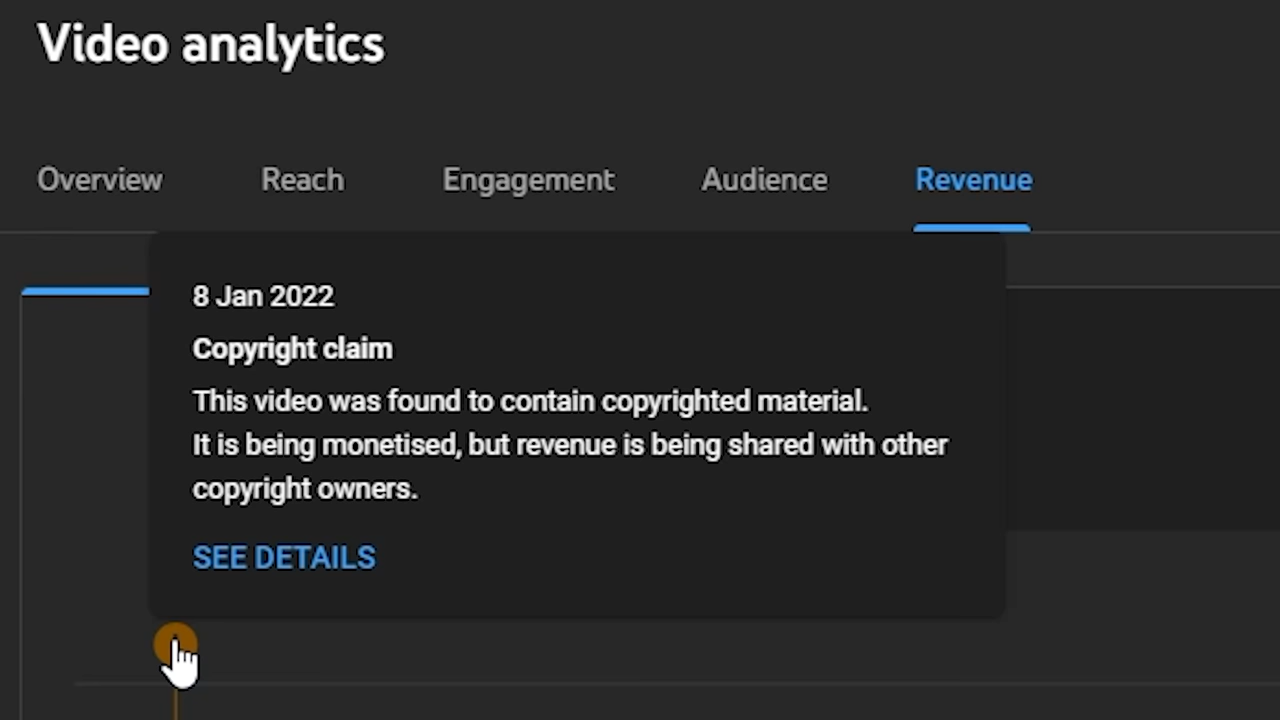 Video analytics
Overview Reach Engagement Audience Revenue
8 Jan 2022
Copyright claim
This video was found to contain copyrighted material.
It is being monetised, but revenue is being shared with other
copyright owners.
SEE DETAILS